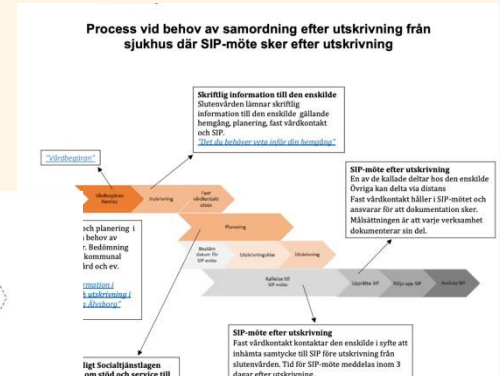 Process vid behov av samordning efter utskrivning från
sjukhus där SIP-möte sker efter utskrivning
Skriftlig information till den enskilde
Slutenvården lämnar skriftlig
information till den enskilde gällande
hemgång, planering, fast vårdkontakt
och SIP.
"Det du behöver veta inför din hemgång"
"Vårdbegäran"
SIP-möte efter utskrivning
En av de kallade deltar hos den enskilde
Övriga kan delta via distans
Fast vårdkontakt håller i SIP-mötet och
ansvarar för att dokumentation sker.
Målsättningen är att varje verksamhet
dokumenterar sin del.
Vårdbegäran
Remiss
Inskrivning
Fast
vårdkontakt
utses
Planering
och planering i
behov av
Bedömning
kommunal
ård och ev.
Bestäm
datum för
SIP-möte
Utskrivningsklar
Utskrivning
Kallelse till
SIP-möte
Upprätta SIP
Följa upp SIP
Avsluta SIP
rmation i
h utskrivning i
Älvsborg"
SIP-möte efter utskrivning
Fast vårdkontakt kontaktar den enskilde i syfte att
inhämta samtycke till SIP före utskrivning från
slutenvården. Tid för SIP-möte meddelas inom 3
dagar efter utskrivning.
ligt Socialtjänstlagen
om stöd och service till